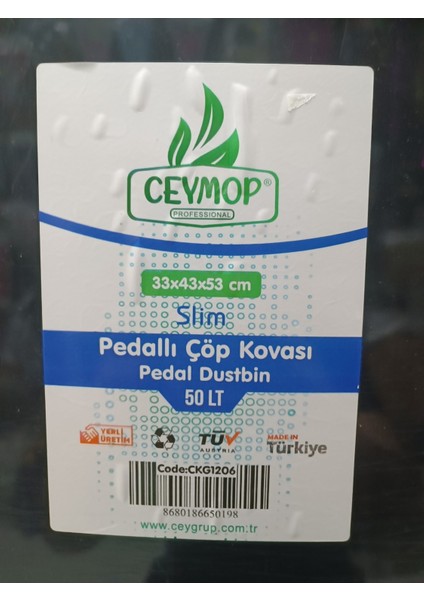 CEYMOP®
PROFESSIONAL
33x43x53 cm
Slim
Pedallı Çöp Kovası
Pedal Dustbin
50 LT
YERLİ
ÜRETİM
TÜV
AUSTRIA
MADE IN
Türkiye
Code:CKG1206
8680186650198
www.ceygrup.com.tr